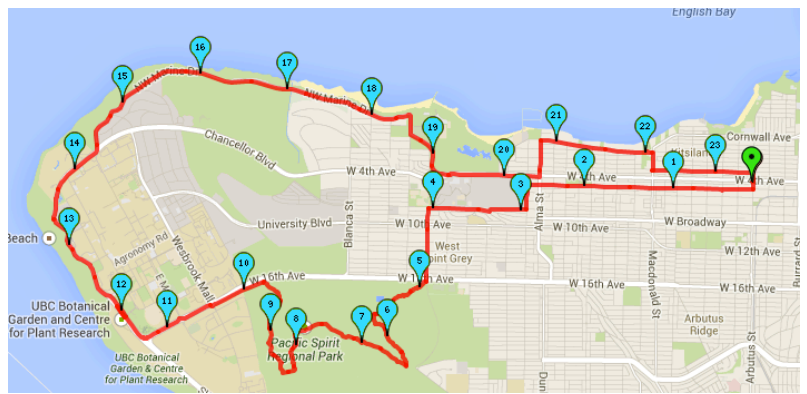 English Bay
16
17
15
NW Marine Dr
NW Marine Dr
18
21
22
Cornwall Ave
19
Kitsilano
14
Chancellor Blvd
20
2
1
23
W 4th Ave
W 4th Ave
W 4th Ave
4
3
13
University Blvd
Blanca St
W 10th Ave
Alma St
W Broadway
W 10th Ave
Beach
Agronomy Rd
Wesbrook Mall
West
Point Grey
W 12th Ave
Macdonald St
Burrard St
10
5
W 16th Ave
W 16th Ave
W 16th Ave
W 16th Ave
12
11
9
8
7
6
UBC Botanical
Garden and Centre
for Plant Research
Pacific Spirit
Regional Park
Arbutus
Ridge
Arbutus St
UBC Botanical
Garden & Centre
for Plant Research
Dun